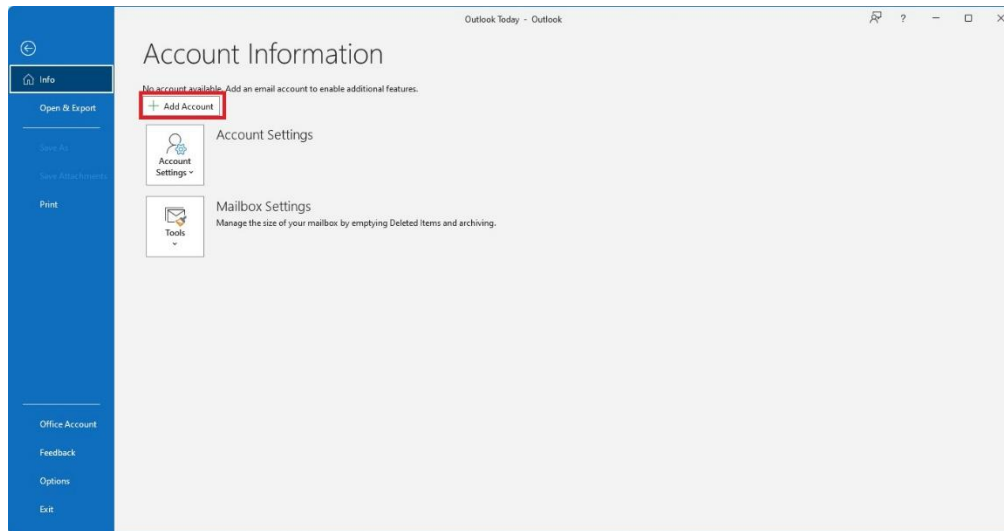 Outlook Today - Outlook
?
Account Information
Info
No account available. Add an email account to enable additional features.
Add Account
Open & Export
Account Settings
Account
Settings
Save As
Save Attachments
Print
Mailbox Settings
Manage the size of your mailbox by emptying Deleted Items and archiving.
Tools
Office Account
Feedback
Options
Exit